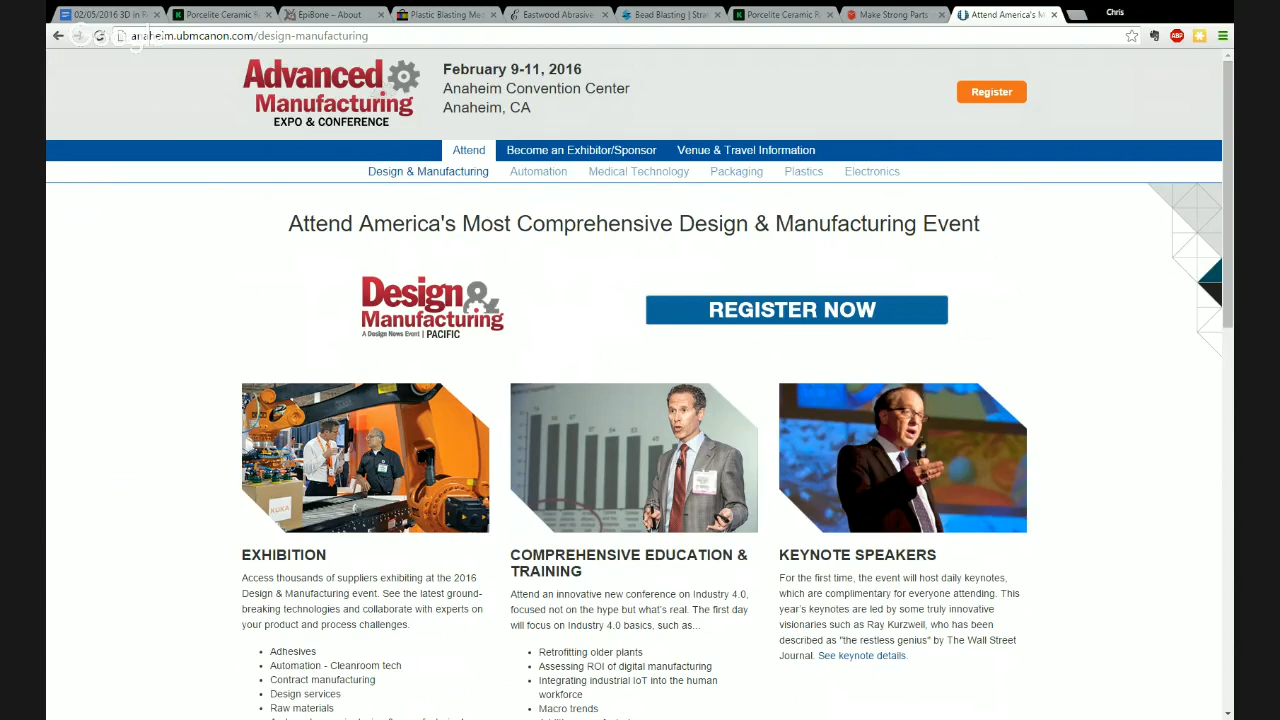 02/05/2016 3D in R
Porcelite Ceramic R
EpiBone – About
Plastic Blasting Med
Eastwood Abrasive
Bead Blasting | Stra
Porcelite Ceramic R
Make Strong Parts
Attend America's M
Chris
anaheim.ubmcanon.com/design-manufacturing
ABP
Advanced
Manufacturing
EXPO & CONFERENCE
February 9-11, 2016
Anaheim Convention Center
Anaheim, CA
Register
Attend
Become an Exhibitor/Sponsor
Venue & Travel Information
Design & Manufacturing
Automation
Medical Technology
Packaging
Plastics
Electronics
Attend America's Most Comprehensive Design & Manufacturing Event
Design &
Manufacturing
A Design News Event | PACIFIC
REGISTER NOW
KUKA
EXHIBITION
Access thousands of suppliers exhibiting at the 2016
Design & Manufacturing event. See the latest ground-
breaking technologies and collaborate with experts on
your product and process challenges.
• Adhesives
• Automation - Cleanroom tech
• Contract manufacturing
• Design services
• Raw materials
COMPREHENSIVE EDUCATION &
TRAINING
Attend an innovative new conference on Industry 4.0,
focused not on the hype but what's real. The first day
will focus on Industry 4.0 basics, such as...
• Retrofitting older plants
• Assessing ROI of digital manufacturing
• Integrating industrial IoT into the human
workforce
• Macro trends
KEYNOTE SPEAKERS
For the first time, the event will host daily keynotes,
which are complimentary for everyone attending. This
year's keynotes are led by some truly innovative
visionaries such as Ray Kurzweil, who has been
described as "the restless genius" by The Wall Street
Journal. See keynote details.